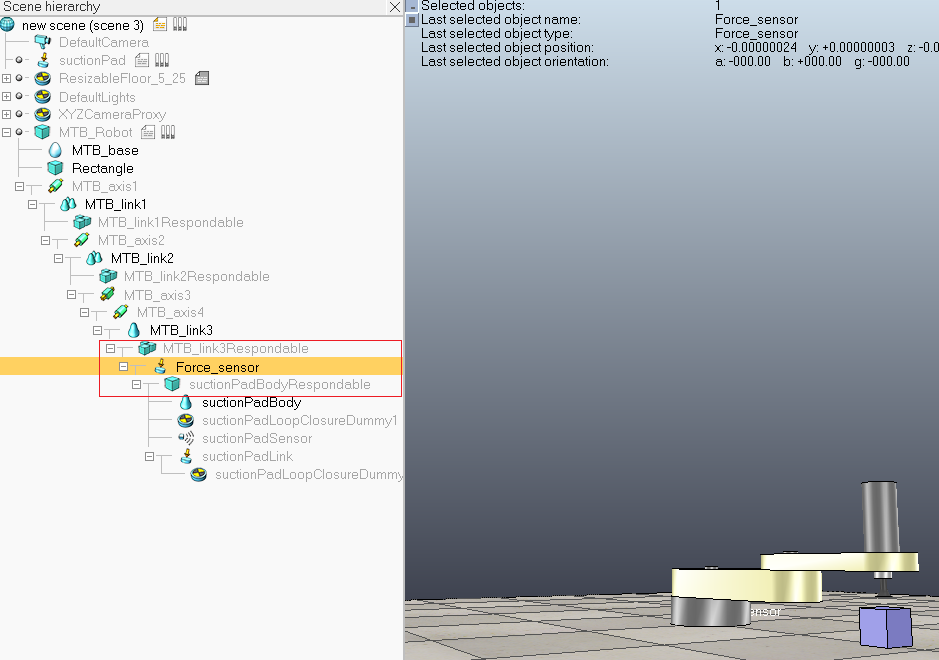 Scene hierarchy
new scene (scene 3)
DefaultCamera
suctionPad
ResizableFloor_5_25
DefaultLights
XYZCameraProxy
MTB_Robot
MTB_base
Rectangle
MTB_axis1
MTB_link1
MTB_link1Respondable
MTB_axis2
MTB_link2
MTB_link2Respondable
MTB_axis3
MTB_axis4
MTB_link3
MTB_link3Respondable
Force_sensor
suctionPadBodyRespondable
suctionPadBody
suctionPadLoopClosureDummy1
suctionPadSensor
suctionPadLink
suctionPadLoopClosureDummy
Selected objects: 1
Last selected object name: Force_sensor
Last selected object type: Force_sensor
Last selected object position: x: -0.00000024 y: +0.00000003 z: -0.0
Last selected object orientation: a: -000.00 b: +000.00 g: -000.00